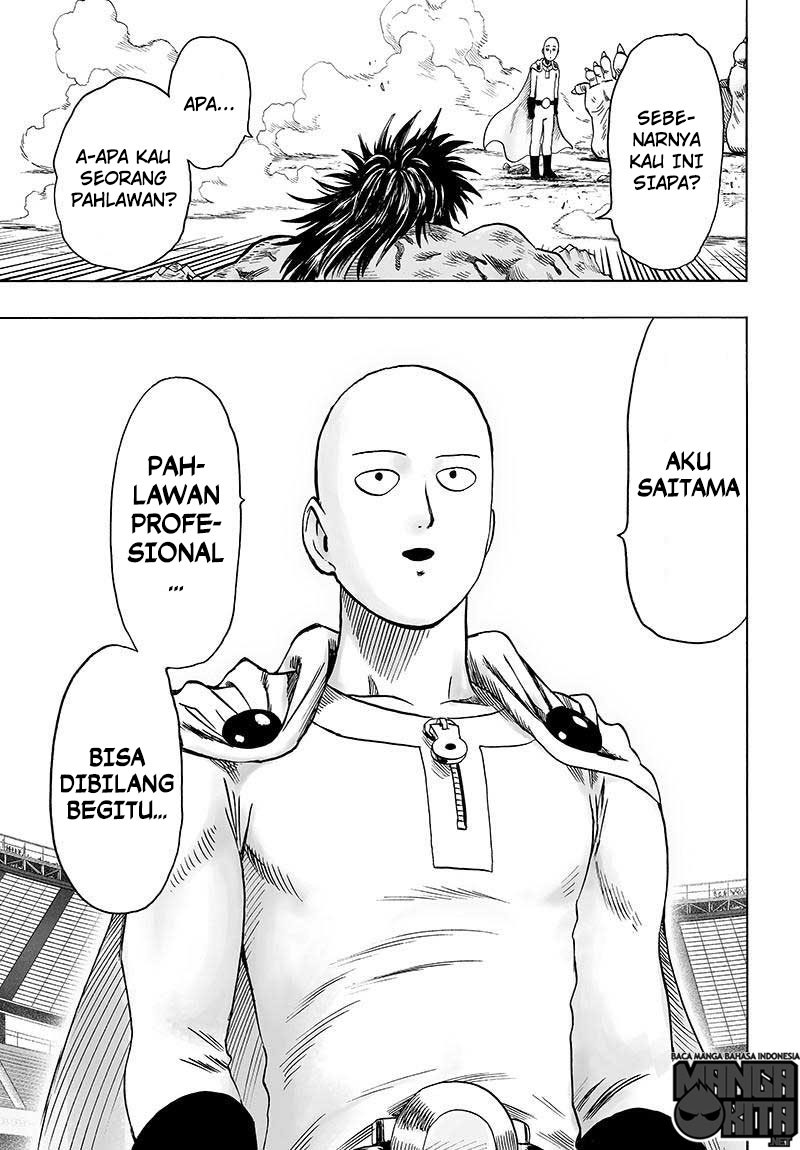 SEBE-
NARNYA
KAU INI
SIAPA?
APA...
A-APA KAU
SEORANG
PAHLAWAN?
AKU
SAITAMA
PAH-
LAWAN
PROFE-
SIONAL
...
BISA
DIBILANG
BEGITU...
BACA MANGA BAHASA INDONESIA
MANGA
KITA
.NET